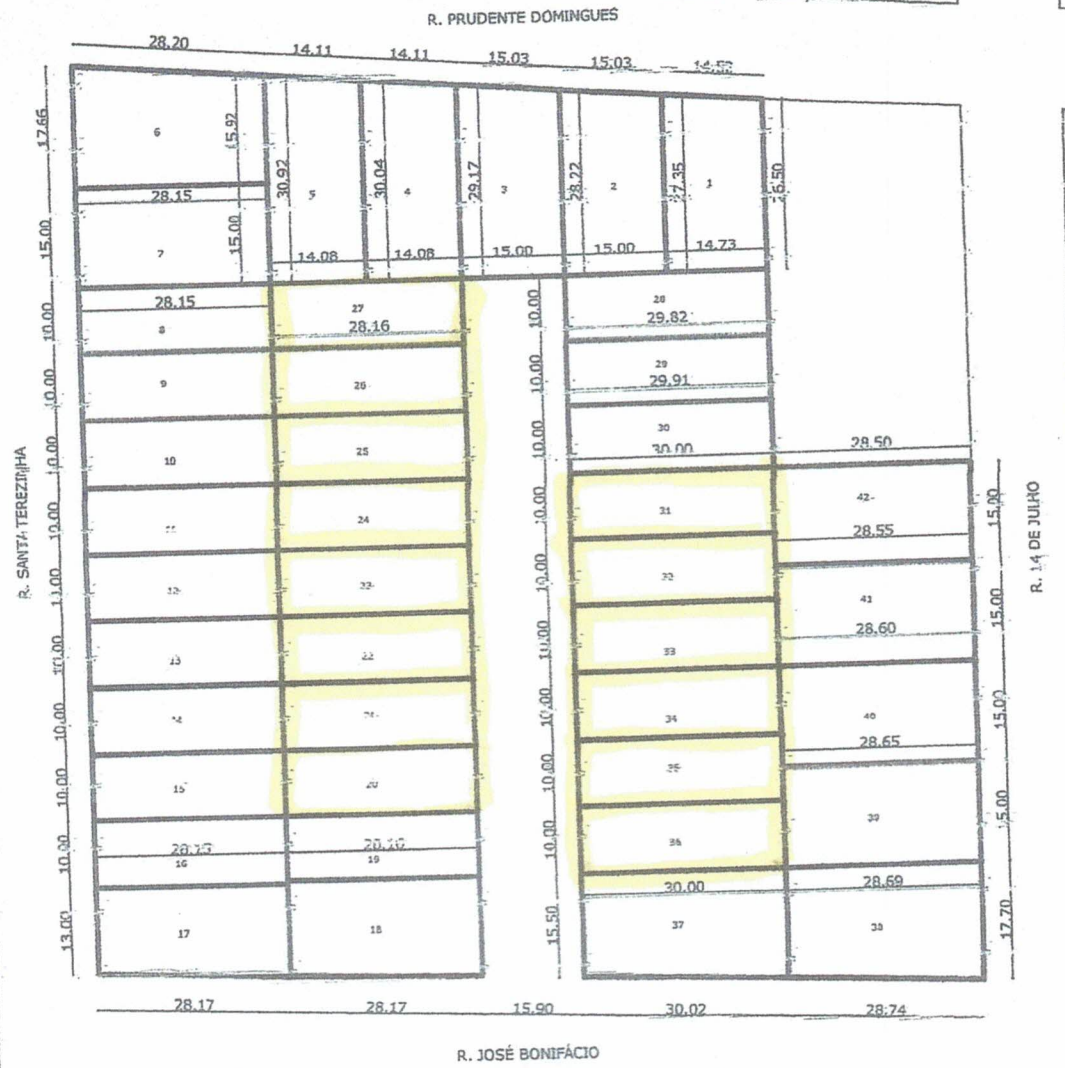 R. PRUDENTE DOMINGUES
28.20 14.11 14.11 15.03 15.03 14.58
17.66 6 15.92 30.92 5 30.04 4 29.17 3 28.22 2 27.35 1
28.15
15.00 7 15.00 14.08 14.08 15.00 15.00 14.73
28.15 27 10.00 28
10.00 8 28.16 29.82
10.00 9 26 10.00 29
29.91
10.00 10 25 10.00 30
30.00 28.50
10.00 24 10.00 31 42 15.00
28.55
10.00 12 23 10.00 32 41 15.00
28.60
10.00 13 22 10.00 33
10.00 34 40 15.00
28.65
10.00 15 20 10.00 35 39 15.00
10.00 16 19 10.00 36
30.00 28.69
13.00 17 18 15.50 37 38 17.70
28.17 28.17 15.90 30.02 28.74
R. JOSÉ BONIFÁCIO
R. SANTA TEREZINHA
R. 14 DE JULHO